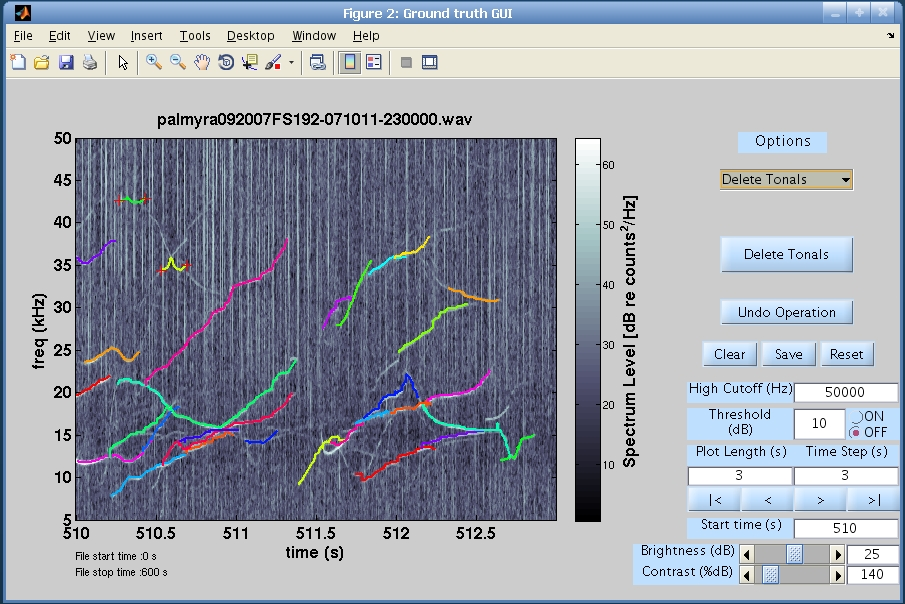 Figure 2: Ground truth GUI
File Edit View Insert Tools Desktop Window Help
palmyra092007FS192-071011-230000.wav
50
45
40
35
30
25
20
15
10
5
freq (kHz)
510 510.5 511 511.5 512 512.5
time (s)
File start time :0 s
File stop time :600 s
60
50
40
30
20
10
Spectrum Level [dB re counts²/Hz]
Options
Delete Tonals
Delete Tonals
Undo Operation
Clear Save Reset
High Cutoff (Hz) 50000
Threshold (dB) 10 ON OFF
Plot Length (s) Time Step (s)
3 3
|< < > >|
Start time (s) 510
Brightness (dB) 25
Contrast (%dB) 140